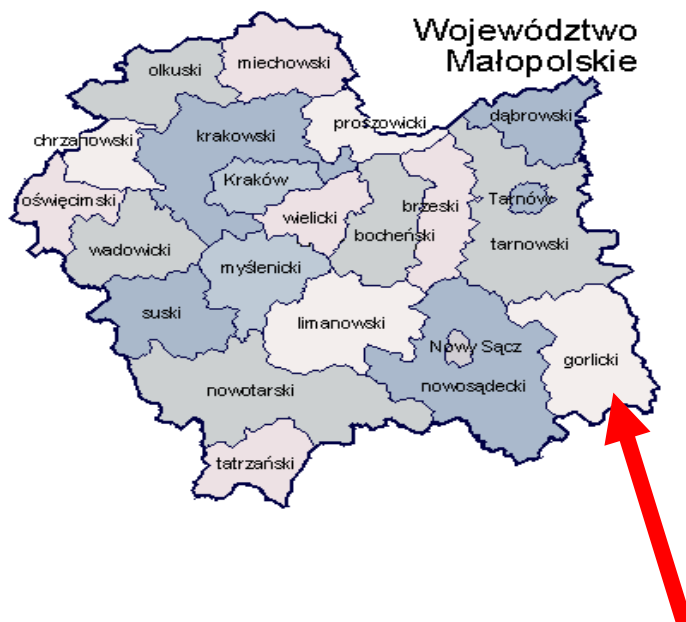 Województwo
Małopolskie
olkuski
miechowski
chrzanowski
krakowski
proszowicki
dąbrowski
oświęcimski
Kraków
wielicki
bocheński
brzeski
Tarnów
wadowicki
myślenicki
tarnowski
suski
limanowski
Nowy Sącz
gorlicki
nowotarski
nowosądecki
tatrzański